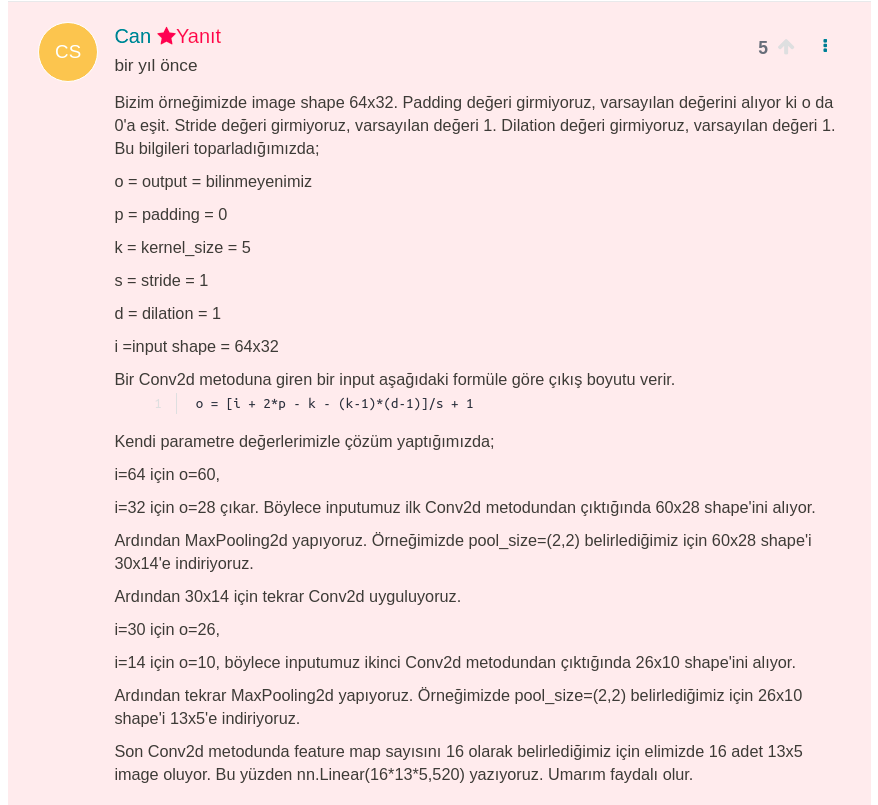 CS
Can ★Yanıt
5
bir yıl önce
Bizim örneğimizde image shape 64x32. Padding değeri girmiyoruz, varsayılan değerini alıyor ki o da
0'a eşit. Stride değeri girmiyoruz, varsayılan değeri 1. Dilation değeri girmiyoruz, varsayılan değeri 1.
Bu bilgileri toparladığımızda;
o = output = bilinmeyenimiz
p = padding = 0
k = kernel_size = 5
s = stride = 1
d = dilation = 1
i =input shape = 64x32
Bir Conv2d metoduna giren bir input aşağıdaki formüle göre çıkış boyutu verir.
1 o = [i + 2*p - k - (k-1)*(d-1)]/s + 1
Kendi parametre değerlerimizle çözüm yaptığımızda;
i=64 için o=60,
i=32 için o=28 çıkar. Böylece inputumuz ilk Conv2d metodundan çıktığında 60x28 shape'ini alıyor.
Ardından MaxPooling2d yapıyoruz. Örneğimizde pool_size=(2,2) belirlediğimiz için 60x28 shape'i
30x14'e indiriyoruz.
Ardından 30x14 için tekrar Conv2d uyguluyoruz.
i=30 için o=26,
i=14 için o=10, böylece inputumuz ikinci Conv2d metodundan çıktığında 26x10 shape'ini alıyor.
Ardından tekrar MaxPooling2d yapıyoruz. Örneğimizde pool_size=(2,2) belirlediğimiz için 26x10
shape'i 13x5'e indiriyoruz.
Son Conv2d metodunda feature map sayısını 16 olarak belirlediğimiz için elimizde 16 adet 13x5
image oluyor. Bu yüzden nn.Linear(16*13*5,520) yazıyoruz. Umarım faydalı olur.